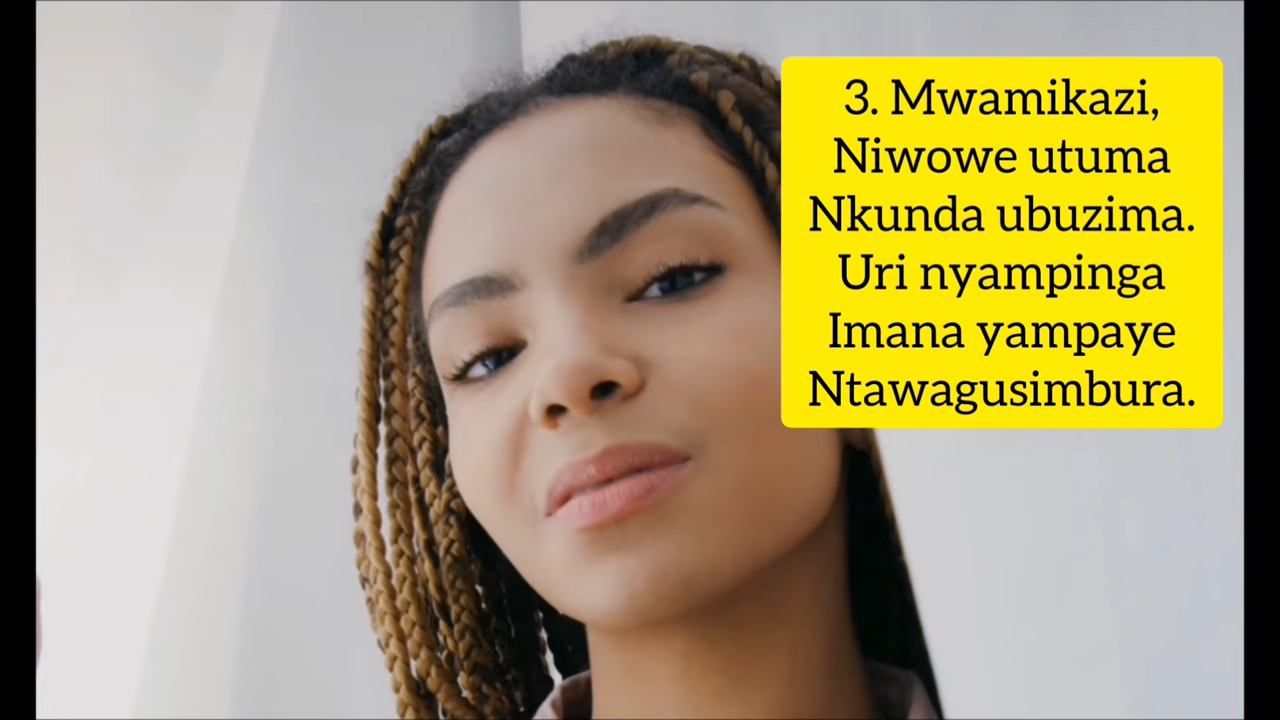 3. Mwamikazi,
Niwowe utuma
Nkunda ubuzima.
Uri nyampinga
Imana yampaye
Ntawagusimbura.